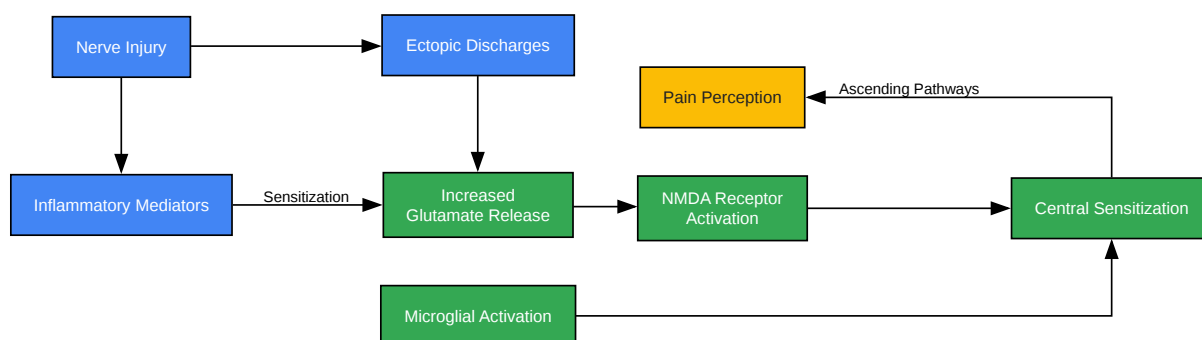 Nerve Injury
Ectopic Discharges
Pain Perception
Ascending Pathways
Inflammatory Mediators
Sensitization
Increased
Glutamate Release
NMDA Receptor
Activation
Central Sensitization
Microglial Activation